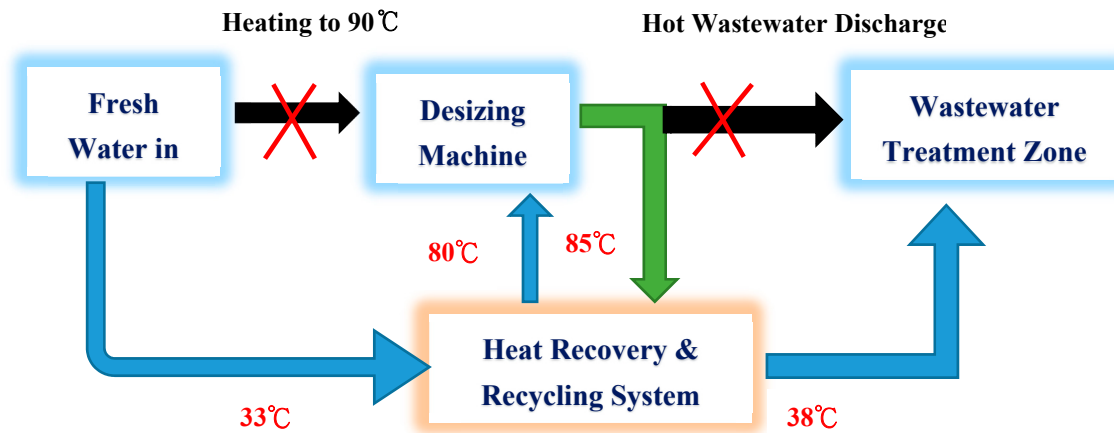 Heating to 90℃
Hot Wastewater Discharge
Fresh
Water in
Desizing
Machine
Wastewater
Treatment Zone
80℃
85℃
Heat Recovery &
Recycling System
33℃
38℃